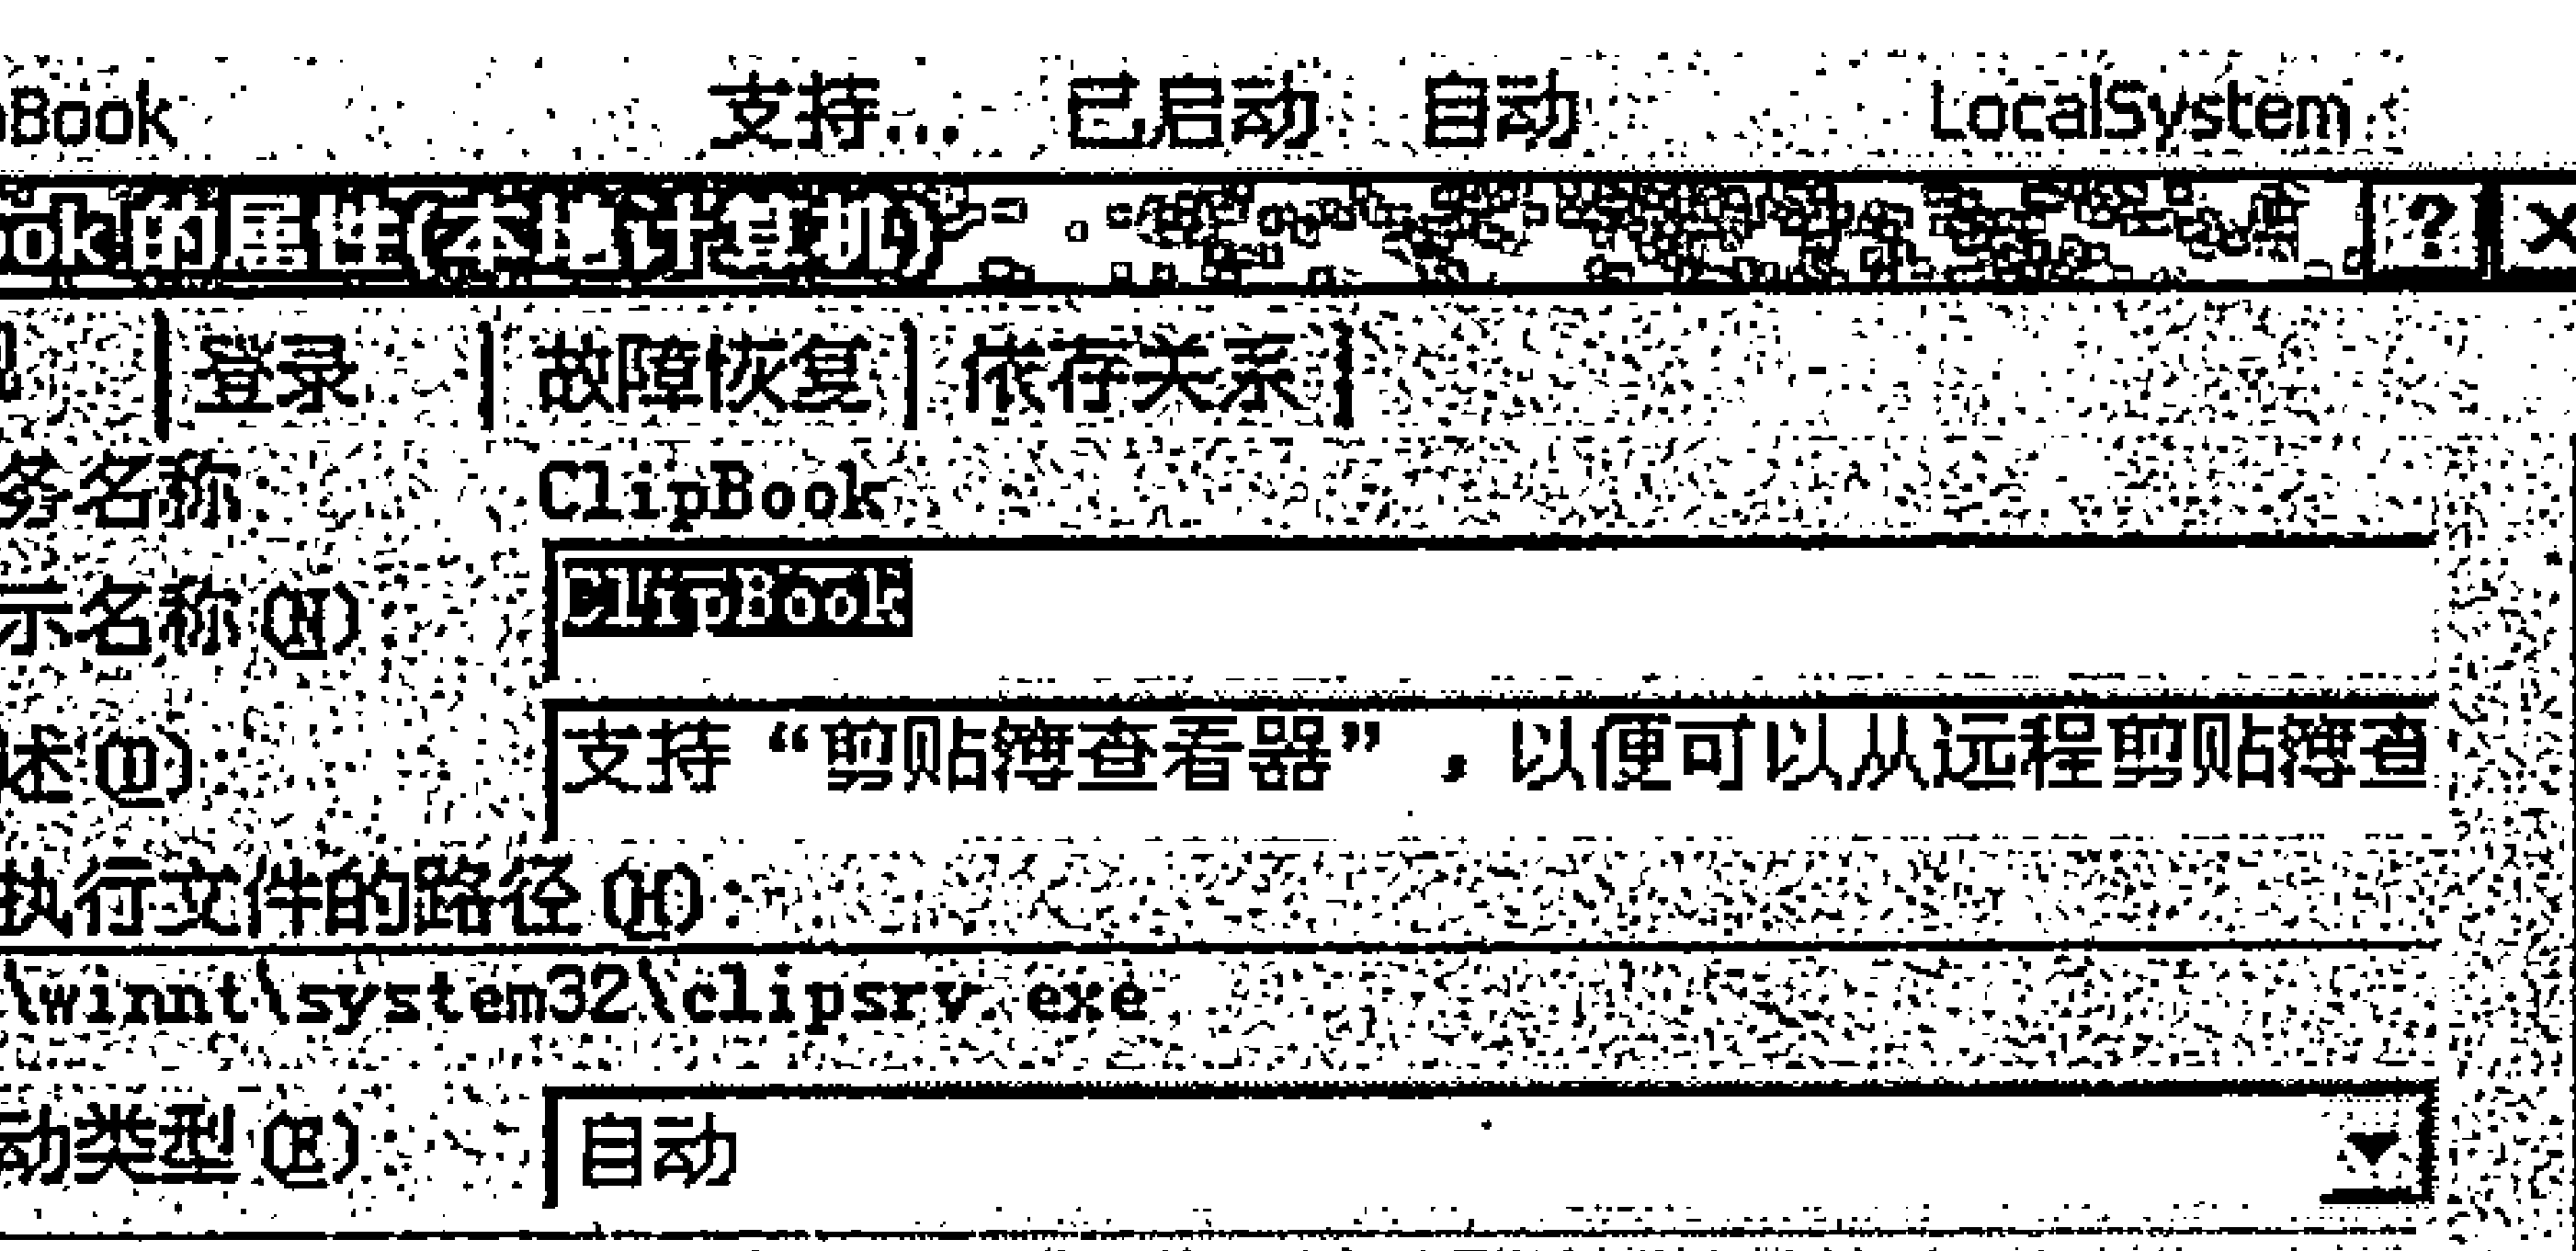 pBook 支持... 已启动 自动 LocalSystem
ook 的属性(本地计算机)
登录 故障恢复 依存关系
务名称: ClipBook
示名称(N): ClipBook
述(D): 支持“剪贴簿查看器”，以便可以从远程剪贴簿查
执行文件的路径(H):
\winnt\system32\clipsrv.exe
动类型(E): 自动